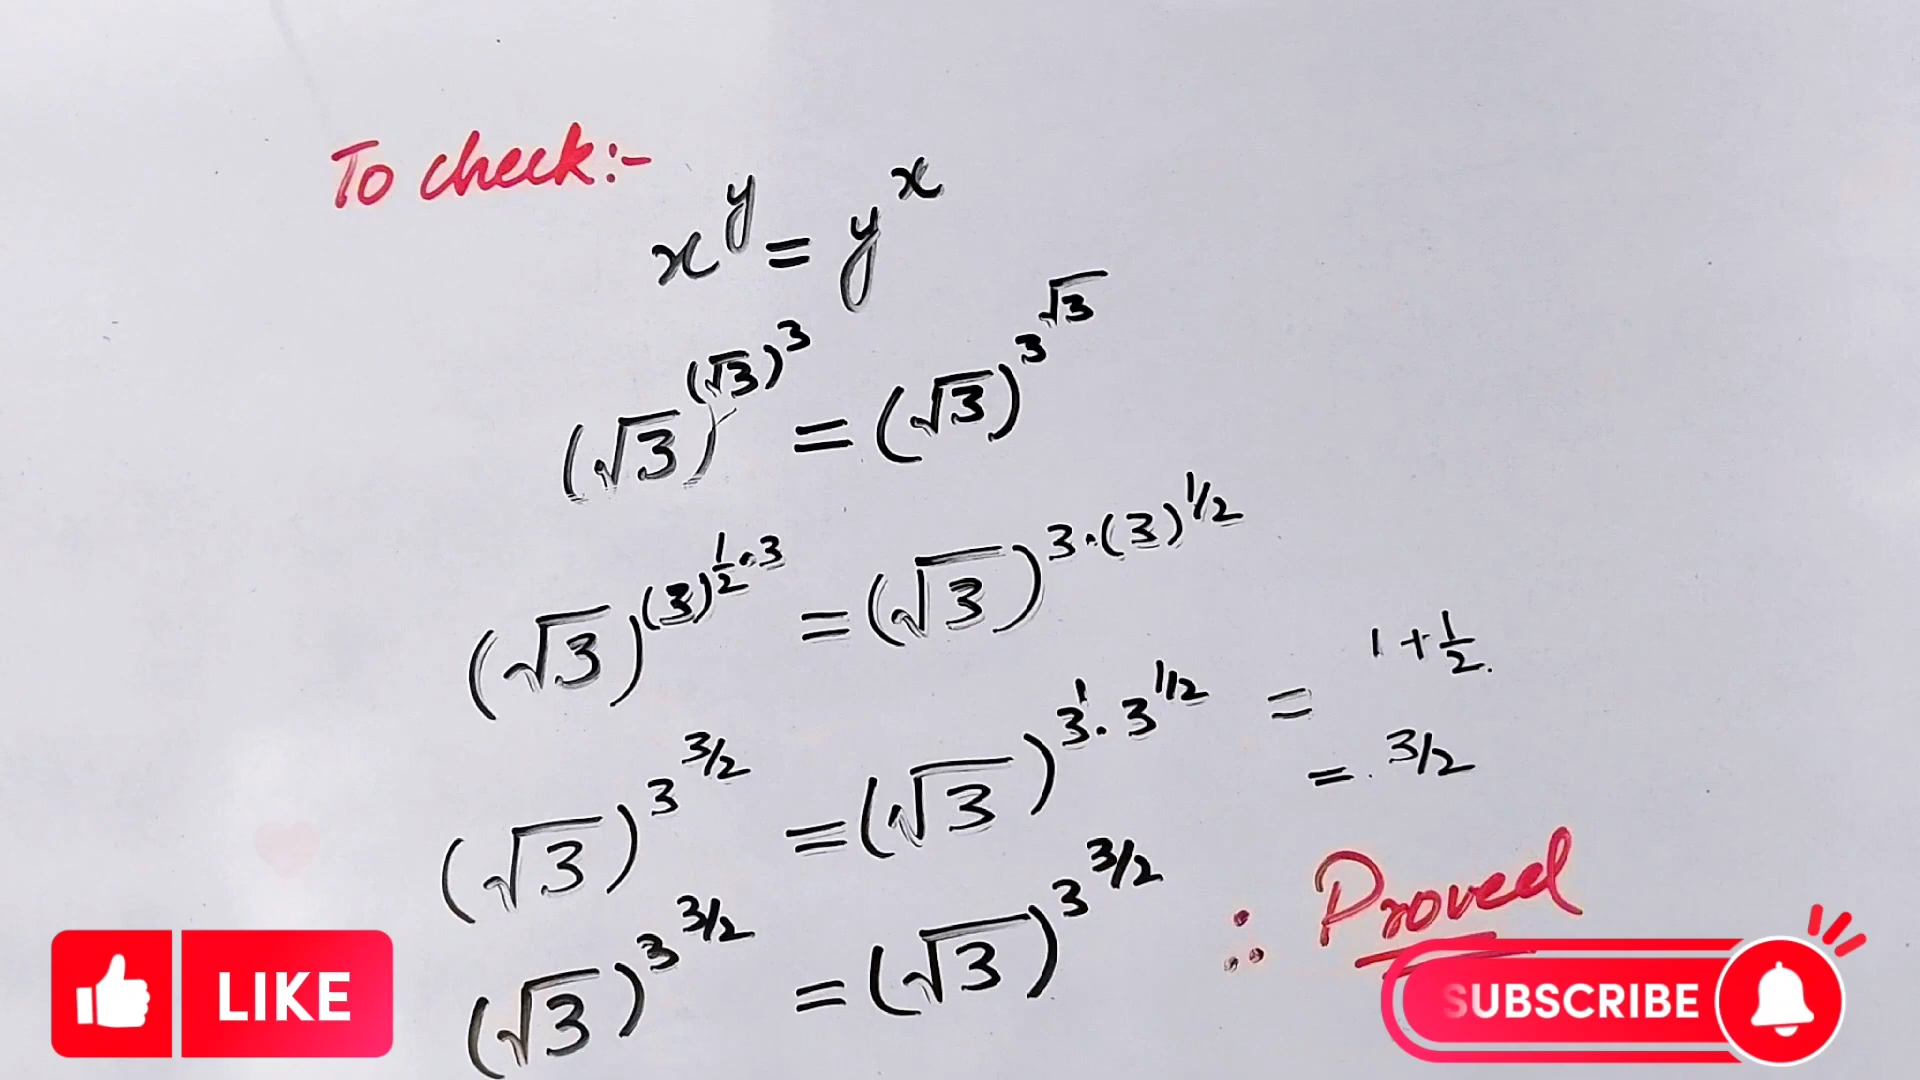 To check:-
x^y = y^x
(√3)^(√3)^3 = (√3)^3^√3
(√3)^(3)^1/2·3 = (√3)^3·(3)^1/2
(√3)^3^3/2 = (√3)^3^1·3^1/2 = 1+1/2.
= 3/2
(√3)^3^3/2 = (√3)^3^3/2 ∴ Proved
LIKE
SUBSCRIBE